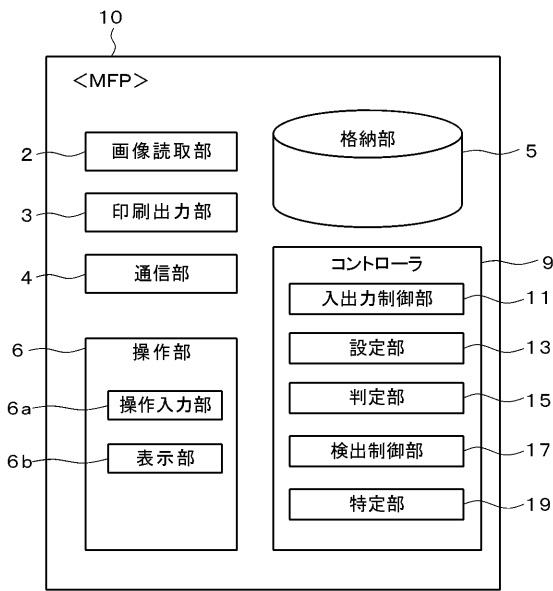 10
<MFP>
2
画像読取部
3
印刷出力部
4
通信部
格納部
5
コントローラ
9
入出力制御部
11
設定部
13
判定部
15
検出制御部
17
特定部
19
6
操作部
6a
操作入力部
6b
表示部